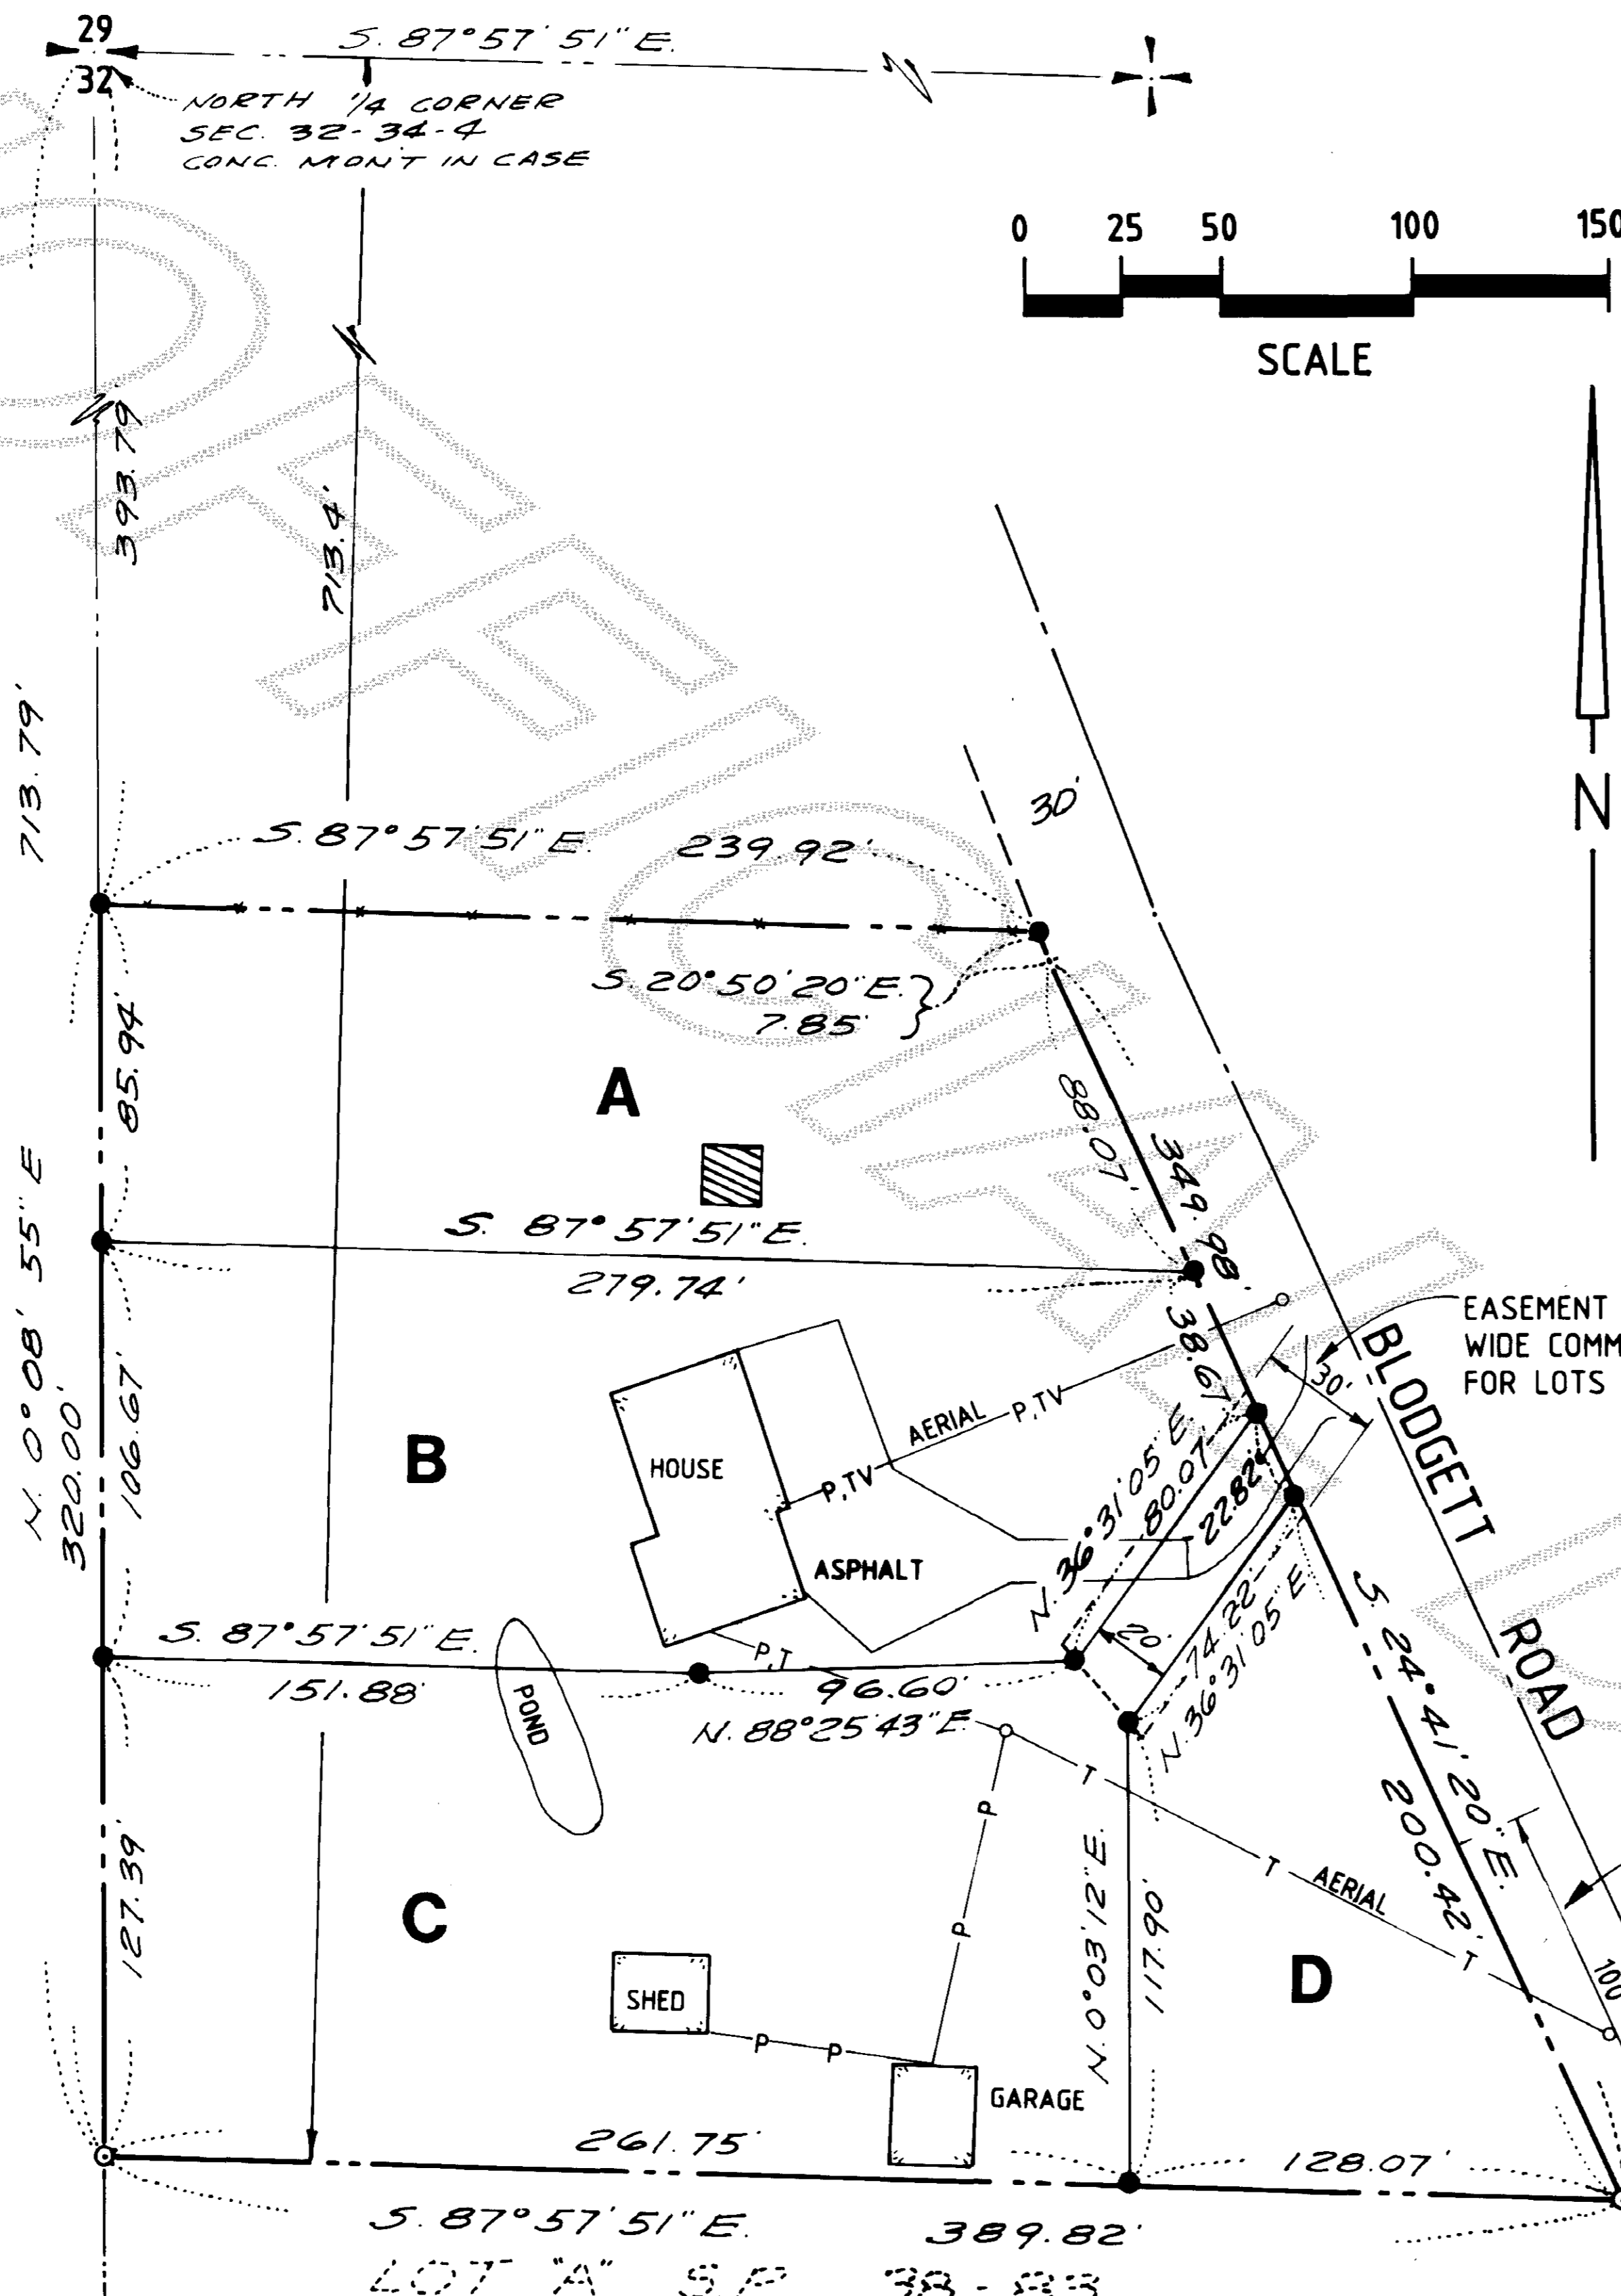 29
32
S. 87°57'51"E.
NORTH 1/4 CORNER
SEC. 32-34-4
CONC. MON'T IN CASE
0 25 50 100 150
SCALE
N
393.79
713.4'
713.79'
30'
S. 87°57'51"E. 239.92'
S. 20°50'20"E.
7.85'
85.94'
A
88.07'
349.98'
S. 87°57'51"E.
279.74'
N. 0°08'55"E
320.00'
106.67'
38.67'
EASEMENT
WIDE COMM
FOR LOTS
30'
BLODGETT
ROAD
AERIAL P,TV
P,TV
B
HOUSE
ASPHALT
N. 36°31'05"E.
80.07'
22.82'
20'
74.22'
N. 36°31'05"E
S. 24°41'20"E.
200.42'
S. 87°57'51"E.
151.88'
P,T
96.60'
N. 88°25'43"E.
POND
T
P
127.39'
C
P
T AERIAL
T
N. 0°03'12"E.
117.90'
D
100
SHED
P P
GARAGE
261.75'
128.07'
S. 87°57'51"E. 389.82'
LOT "A" S.P. 38-83